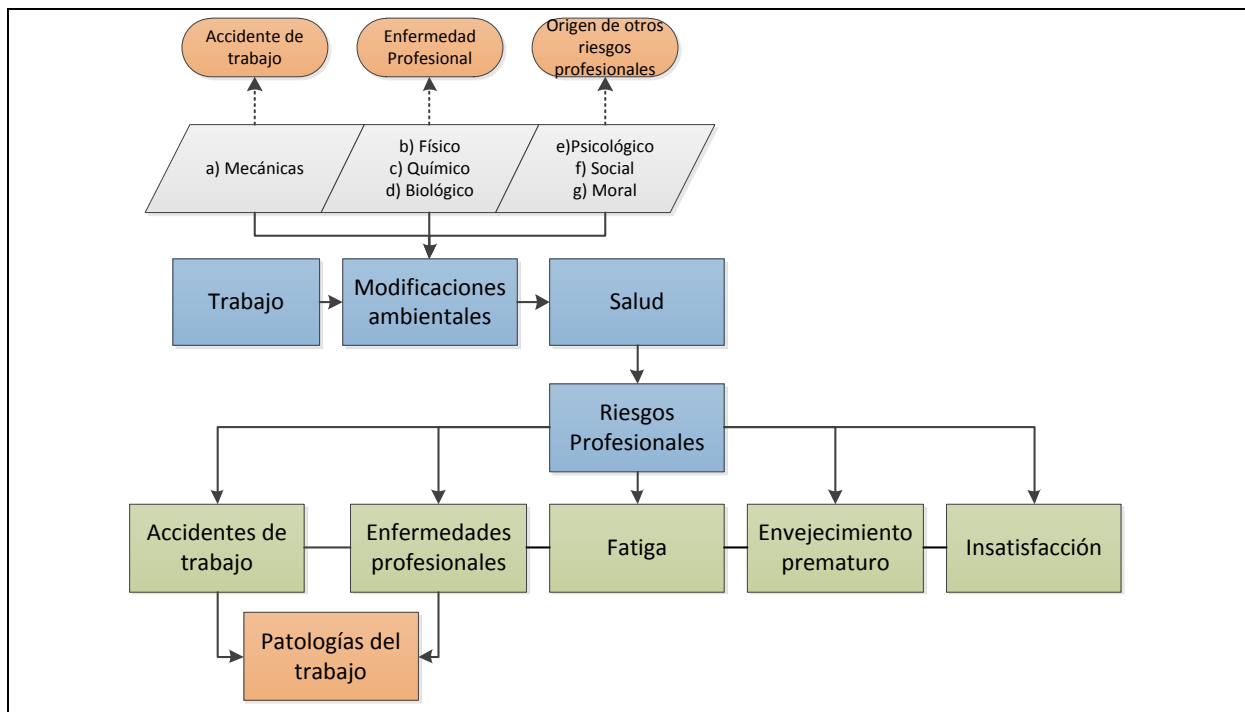 Accidente de
trabajo
Enfermedad
Profesional
Origen de otros
riesgos
profesionales
a) Mecánicas
b) Físico
c) Químico
d) Biológico
e)Psicológico
f) Social
g) Moral
Trabajo
Modificaciones
ambientales
Salud
Riesgos
Profesionales
Accidentes de
trabajo
Enfermedades
profesionales
Fatiga
Envejecimiento
prematuro
Insatisfacción
Patologías del
trabajo